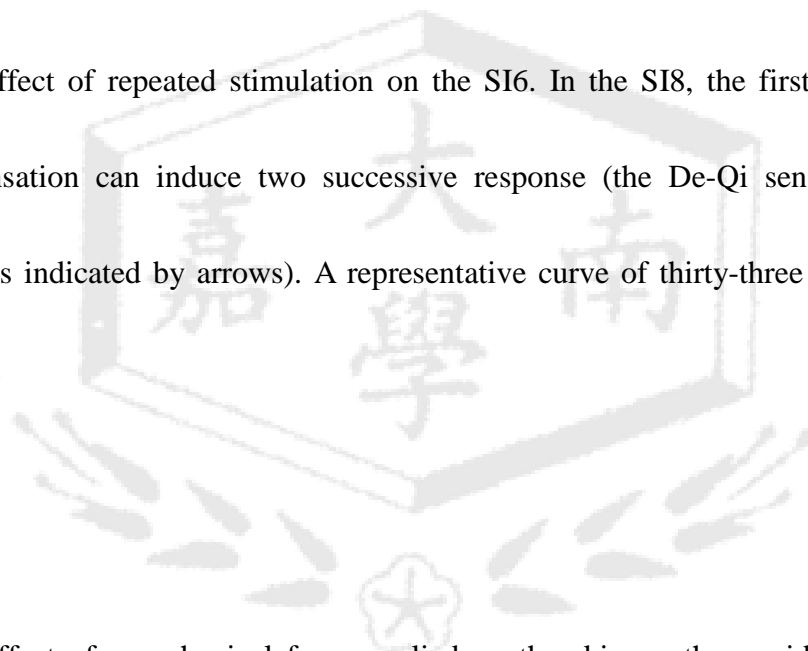 ffect of repeated stimulation on the SI6. In the SI8, the first
nsation can induce two successive response (the De-Qi sen
s indicated by arrows). A representative curve of thirty-three
大
嘉 南
學